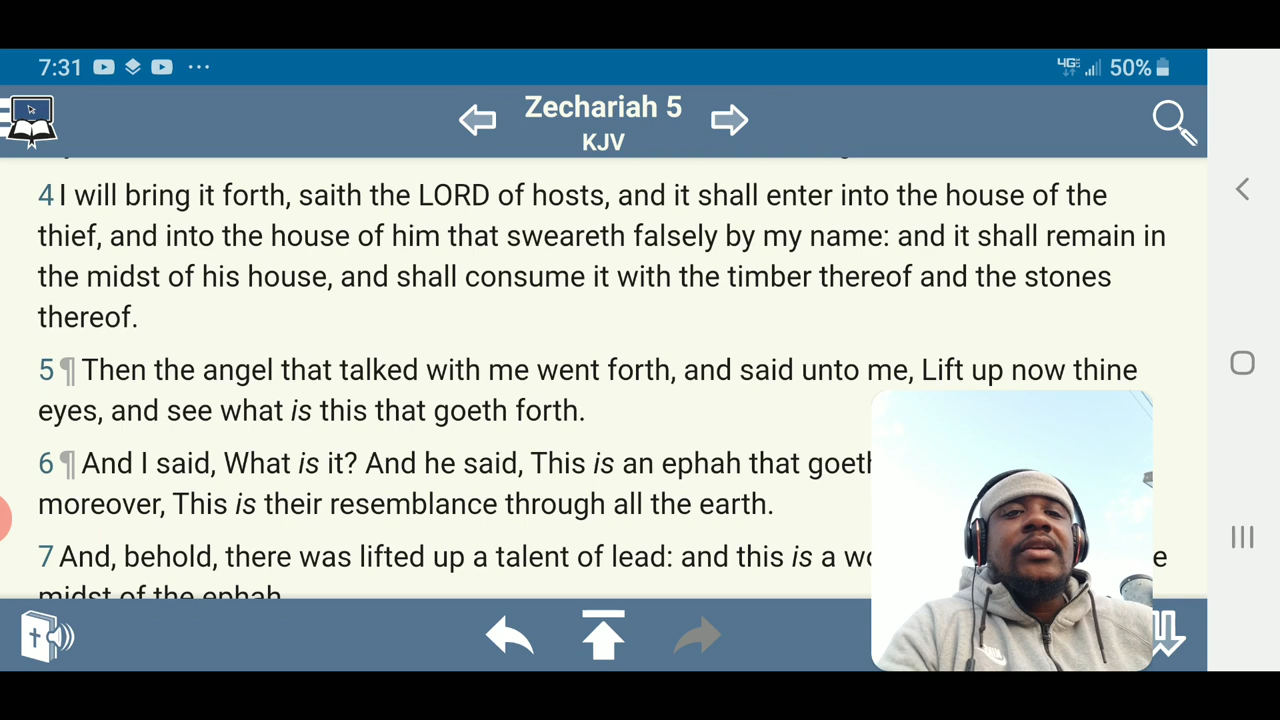 7:31 ... 4GE 50%
Zechariah 5
KJV
4 I will bring it forth, saith the LORD of hosts, and it shall enter into the house of the
thief, and into the house of him that sweareth falsely by my name: and it shall remain in
the midst of his house, and shall consume it with the timber thereof and the stones
thereof.
5 ¶ Then the angel that talked with me went forth, and said unto me, Lift up now thine
eyes, and see what is this that goeth forth.
6 ¶ And I said, What is it? And he said, This is an ephah that
moreover, This is their resemblance through all the earth.
7 And, behold, there was lifted up a talent of lead: and this is a
midst of the ephah